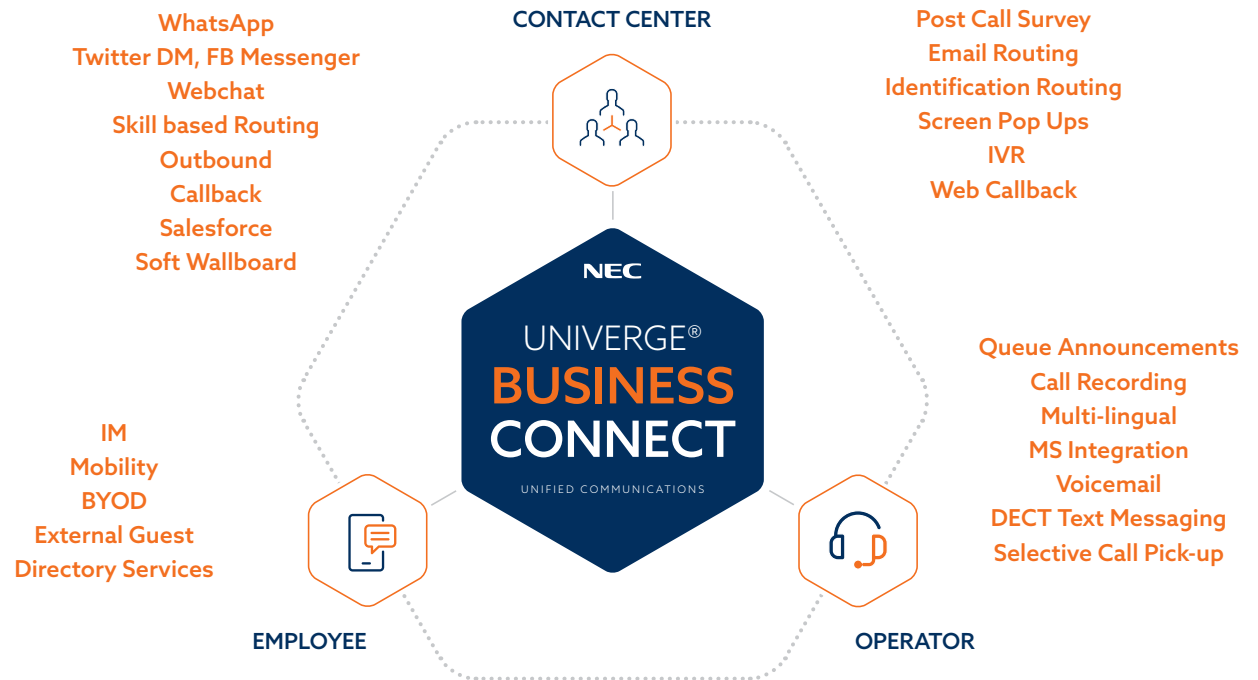 CONTACT CENTER
WhatsApp
Twitter DM, FB Messenger
Webchat
Skill based Routing
Outbound
Callback
Salesforce
Soft Wallboard
Post Call Survey
Email Routing
Identification Routing
Screen Pop Ups
IVR
Web Callback
NEC
UNIVERGE®
BUSINESS
CONNECT
UNIFIED COMMUNICATIONS
IM
Mobility
BYOD
External Guest
Directory Services
EMPLOYEE
Queue Announcements
Call Recording
Multi-lingual
MS Integration
Voicemail
DECT Text Messaging
Selective Call Pick-up
OPERATOR